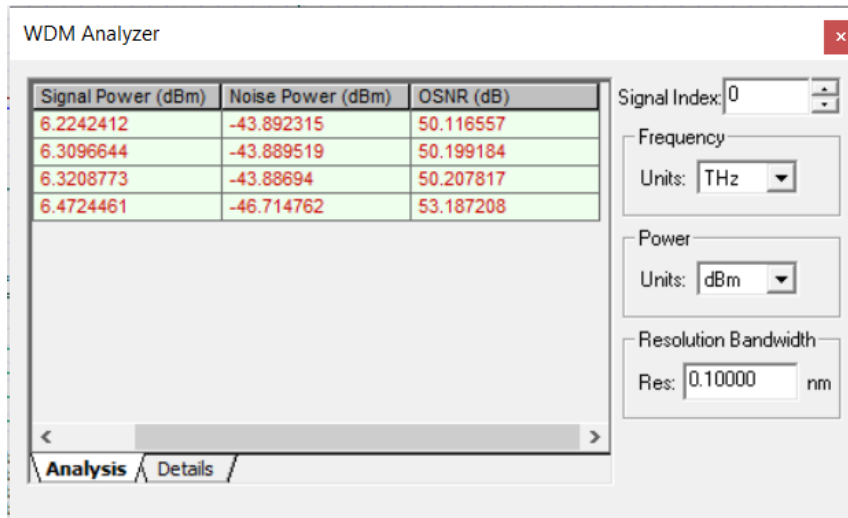 WDM Analyzer
x
Signal Power (dBm) Noise Power (dBm) OSNR (dB)
6.2242412 -43.892315 50.116557
6.3096644 -43.889519 50.199184
6.3208773 -43.88694 50.207817
6.4724461 -46.714762 53.187208
Signal Index: 0
Frequency
Units: THz
Power
Units: dBm
Resolution Bandwidth
Res: 0.10000 nm
Analysis Details